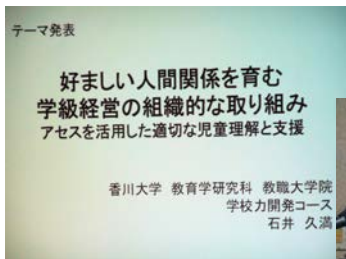 テーマ発表
好ましい人間関係を育む
学級経営の組織的な取り組み
アセスを活用した適切な児童理解と支援
香川大学 教育学研究科 教職大学院
学校力開発コース
石井 久満